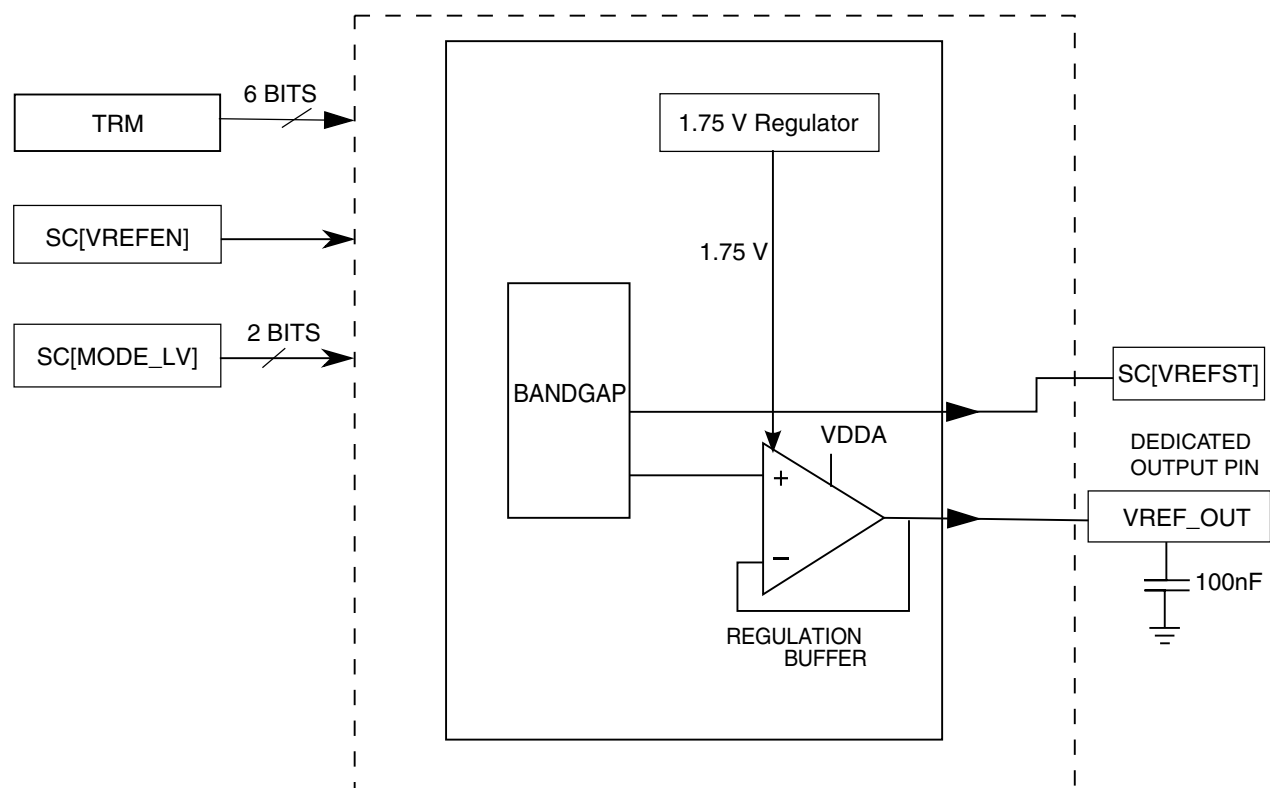 6 BITS
TRM
1.75 V Regulator
SC[VREFEN]
1.75 V
2 BITS
SC[MODE_LV]
SC[VREFST]
BANDGAP
VDDA
DEDICATED
OUTPUT PIN
+
VREF_OUT
–
100nF
REGULATION
BUFFER